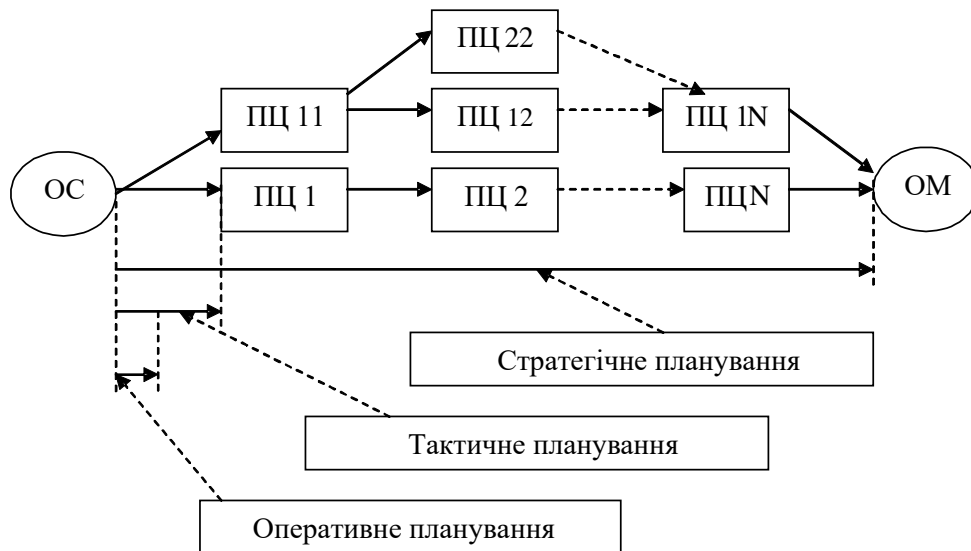 ПЦ 22
ПЦ 11
ПЦ 12
ПЦ 1N
ОС
ПЦ 1
ПЦ 2
ПЦ N
ОМ
Стратегічне планування
Тактичне планування
Оперативне планування